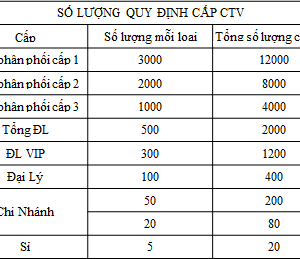 SỐ LƯỢNG QUY ĐỊNH CẤP CTV
Cấp Số lượng mỗi loại Tổng số lượng
phân phối cấp 1 3000 12000
phân phối cấp 2 2000 8000
phân phối cấp 3 1000 4000
Tổng ĐL 500 2000
ĐL VIP 300 1200
Đại Lý 100 400
Chi Nhánh 50 200
20 80
Sỉ 5 20